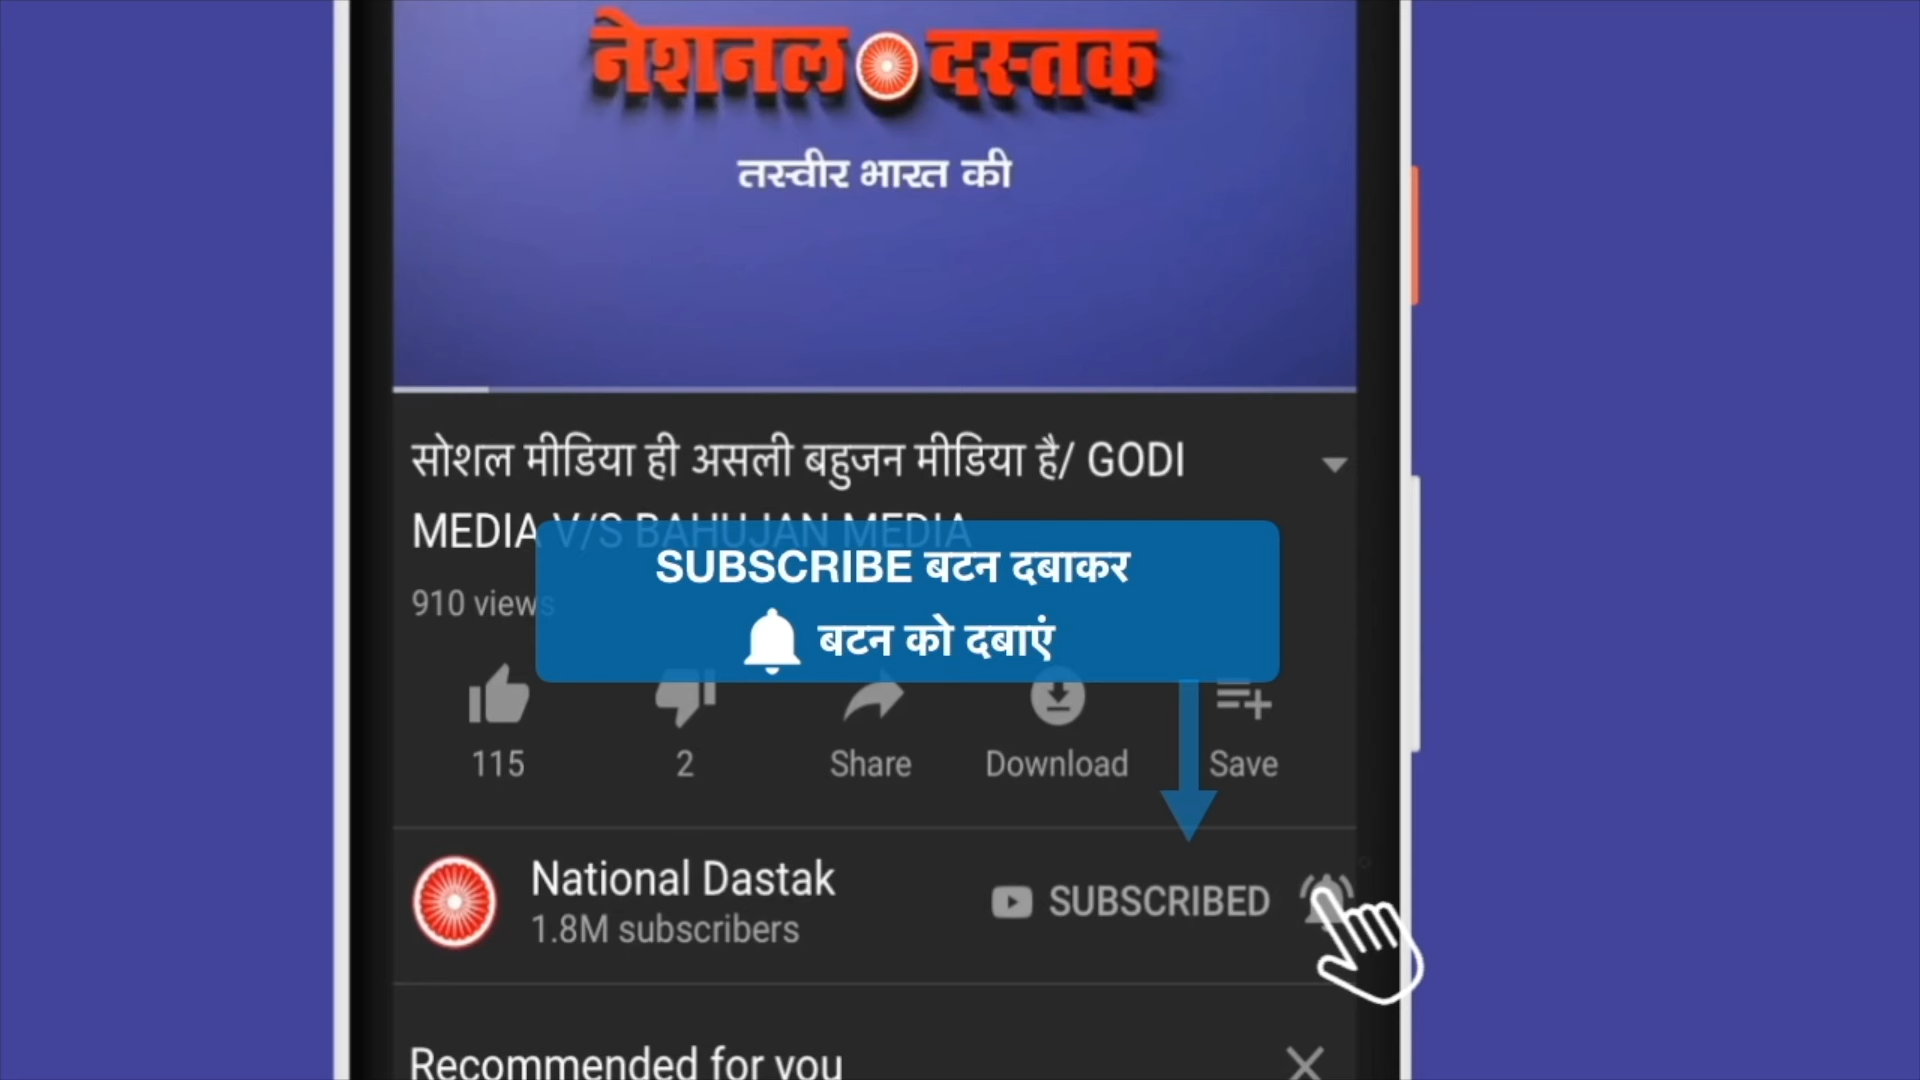 नेशनल दस्तक
तस्वीर भारत की
सोशल मीडिया ही असली बहुजन मीडिया है/ GODI
MEDIA V/S BAHUJAN MEDIA
910 views
SUBSCRIBE बटन दबाकर
बटन को दबाएं
115
2
Share
Download
Save
National Dastak
1.8M subscribers
SUBSCRIBED
Recommended for you